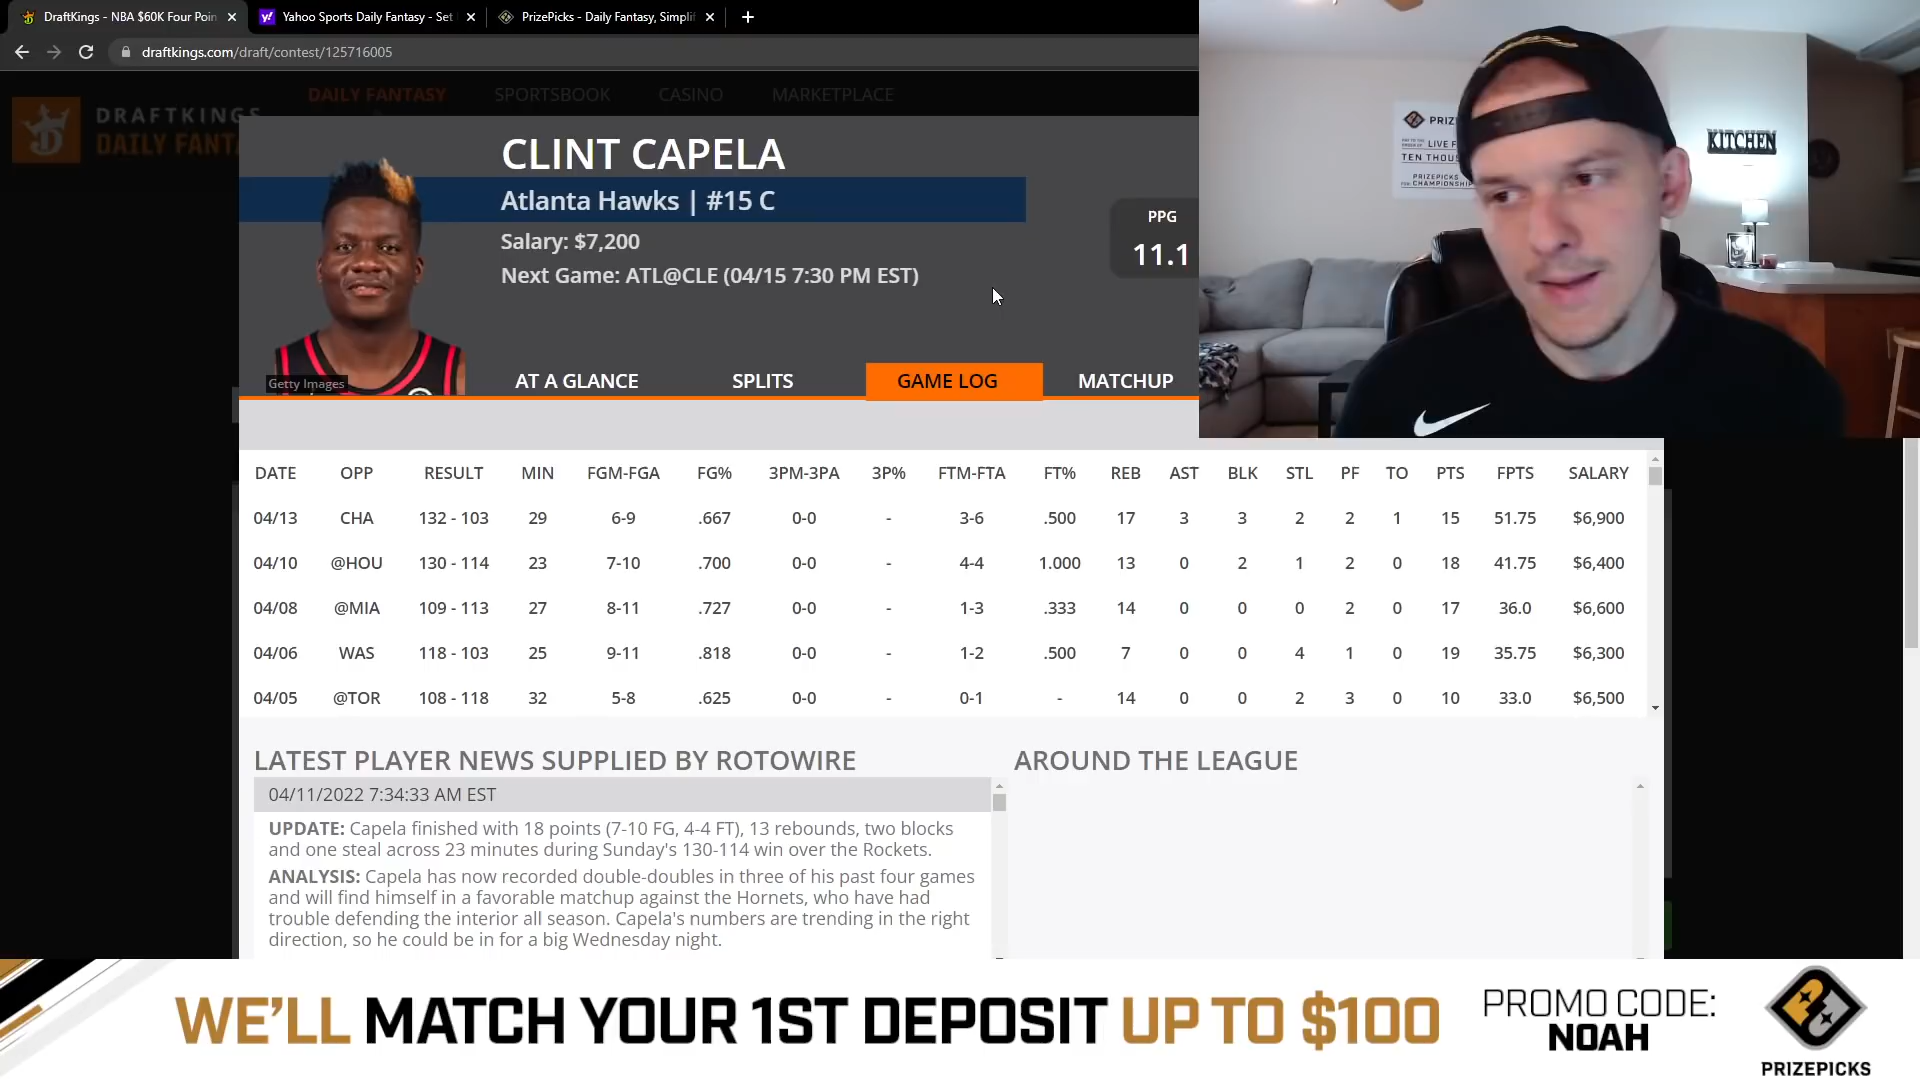 DraftKings - NBA $60K Four Poin
Yahoo Sports Daily Fantasy - Set
PrizePicks - Daily Fantasy, Simplif
draftkings.com/draft/contest/125716005
DRAFTKINGS
DAILY FANTASY
SPORTSBOOK
CASINO
MARKETPLACE
DAILY FANTA
CLINT CAPELA
Atlanta Hawks | #15 C
Salary: $7,200
Next Game: ATL@CLE (04/15 7:30 PM EST)
PPG
11.1
Getty Images
AT A GLANCE
SPLITS
GAME LOG
MATCHUP
DATE OPP RESULT MIN FGM-FGA FG% 3PM-3PA 3P% FTM-FTA FT% REB AST BLK STL PF TO PTS FPTS SALARY
04/13 CHA 132 - 103 29 6-9 .667 0-0 - 3-6 .500 17 3 3 2 2 1 15 51.75 $6,900
04/10 @HOU 130 - 114 23 7-10 .700 0-0 - 4-4 1.000 13 0 2 1 2 0 18 41.75 $6,400
04/08 @MIA 109 - 113 27 8-11 .727 0-0 - 1-3 .333 14 0 0 0 2 0 17 36.0 $6,600
04/06 WAS 118 - 103 25 9-11 .818 0-0 - 1-2 .500 7 0 0 4 1 0 19 35.75 $6,300
04/05 @TOR 108 - 118 32 5-8 .625 0-0 - 0-1 - 14 0 0 2 3 0 10 33.0 $6,500
LATEST PLAYER NEWS SUPPLIED BY ROTOWIRE
AROUND THE LEAGUE
04/11/2022 7:34:33 AM EST
UPDATE: Capela finished with 18 points (7-10 FG, 4-4 FT), 13 rebounds, two blocks
and one steal across 23 minutes during Sunday's 130-114 win over the Rockets.
ANALYSIS: Capela has now recorded double-doubles in three of his past four games
and will find himself in a favorable matchup against the Hornets, who have had
trouble defending the interior all season. Capela's numbers are trending in the right
direction, so he could be in for a big Wednesday night.
PRIZ
LIVE F
TEN THOU
PRIZEPICKS
CHAMPIONSHIP
KITCHEN
WE'LL MATCH YOUR 1ST DEPOSIT UP TO $100
PROMO CODE:
NOAH
PRIZEPICKS